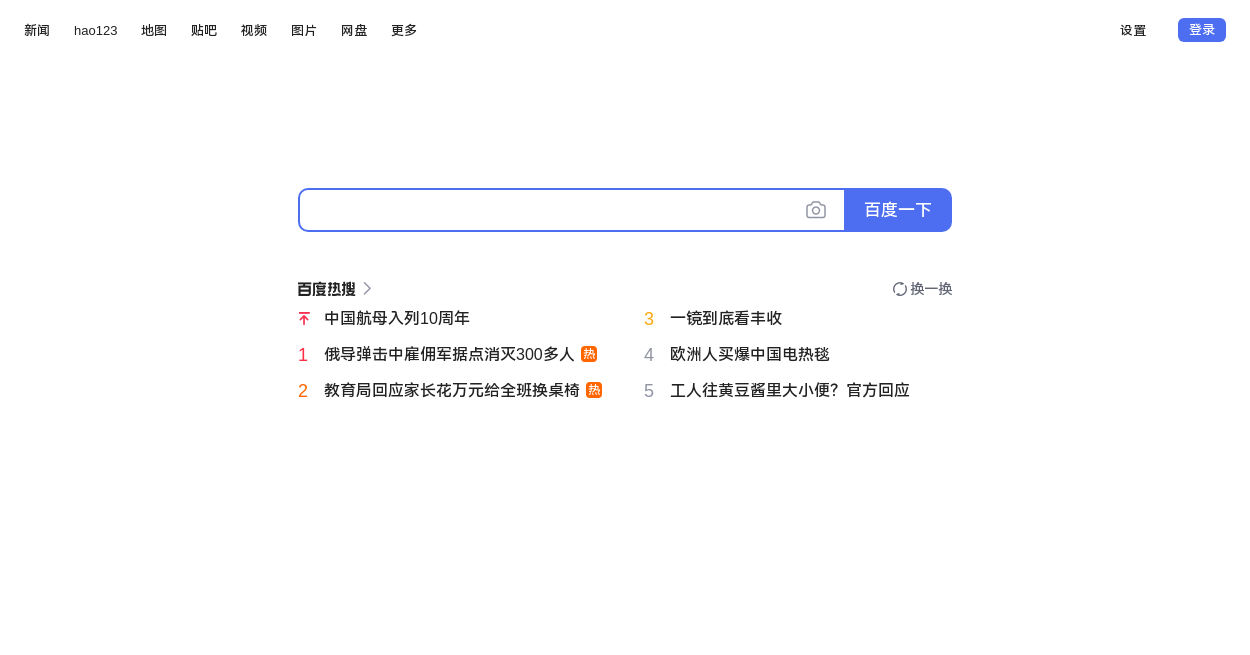 新闻 hao123 地图 贴吧 视频 图片 网盘 更多 设置 登录
百度一下
百度热搜 换一换
中国航母入列10周年
1 俄导弹击中雇佣军据点消灭300多人 热
2 教育局回应家长花万元给全班换桌椅 热
3 一镜到底看丰收
4 欧洲人买爆中国电热毯
5 工人往黄豆酱里大小便？官方回应